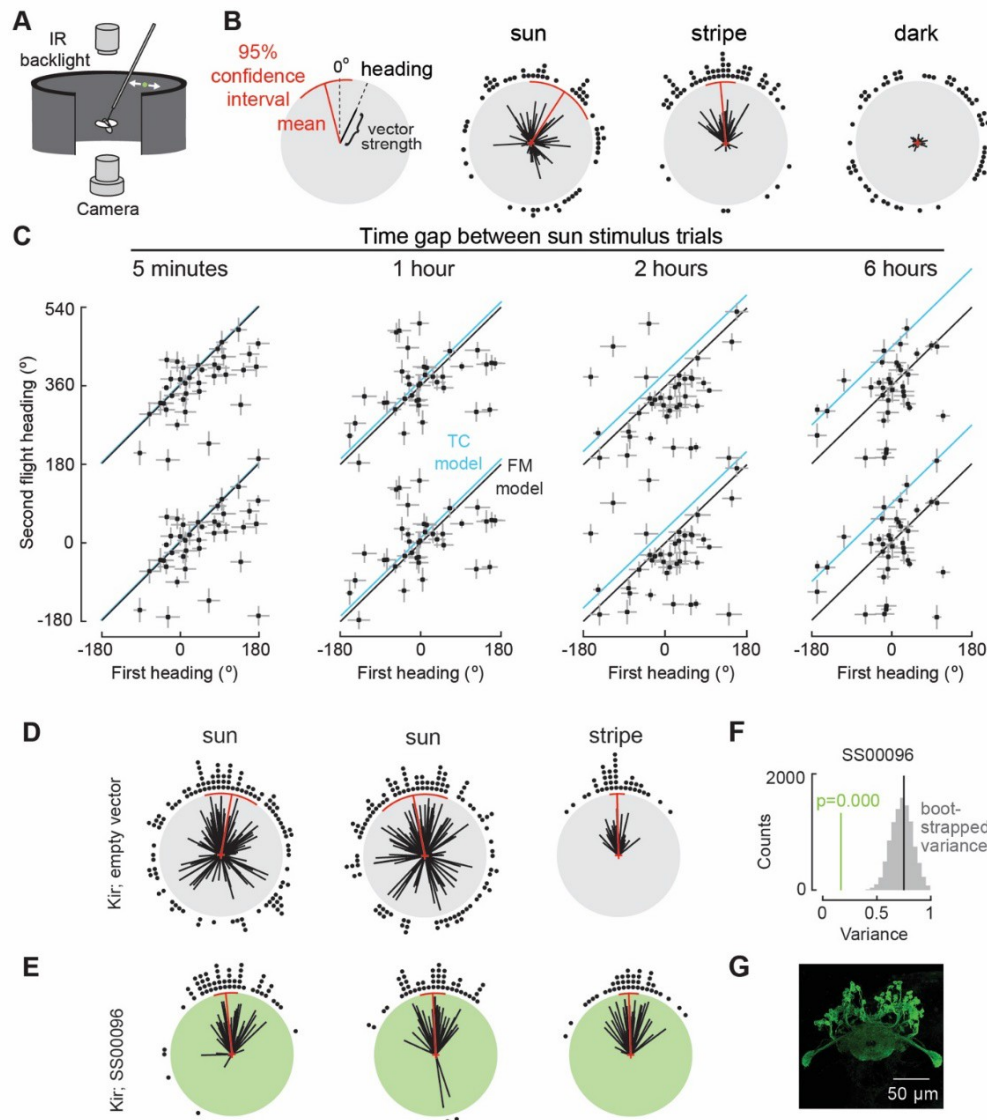 A
IR
backlight
Camera
B
95%
confidence
interval
mean
0°
heading
vector
strength
sun
stripe
dark
C
Time gap between sun stimulus trials
5 minutes
1 hour
2 hours
6 hours
Second flight heading (°)
540
360
180
0
-180
TC
model
FM
model
-180 0 180
-180 0 180
-180 0 180
-180 0 180
First heading (°)
First heading (°)
First heading (°)
First heading (°)
D
Kir; empty vector
sun
sun
stripe
E
Kir; SS00096
F
SS00096
2000
p=0.000
boot-
strapped
variance
Counts
0
0 0.5 1
Variance
G
50 µm